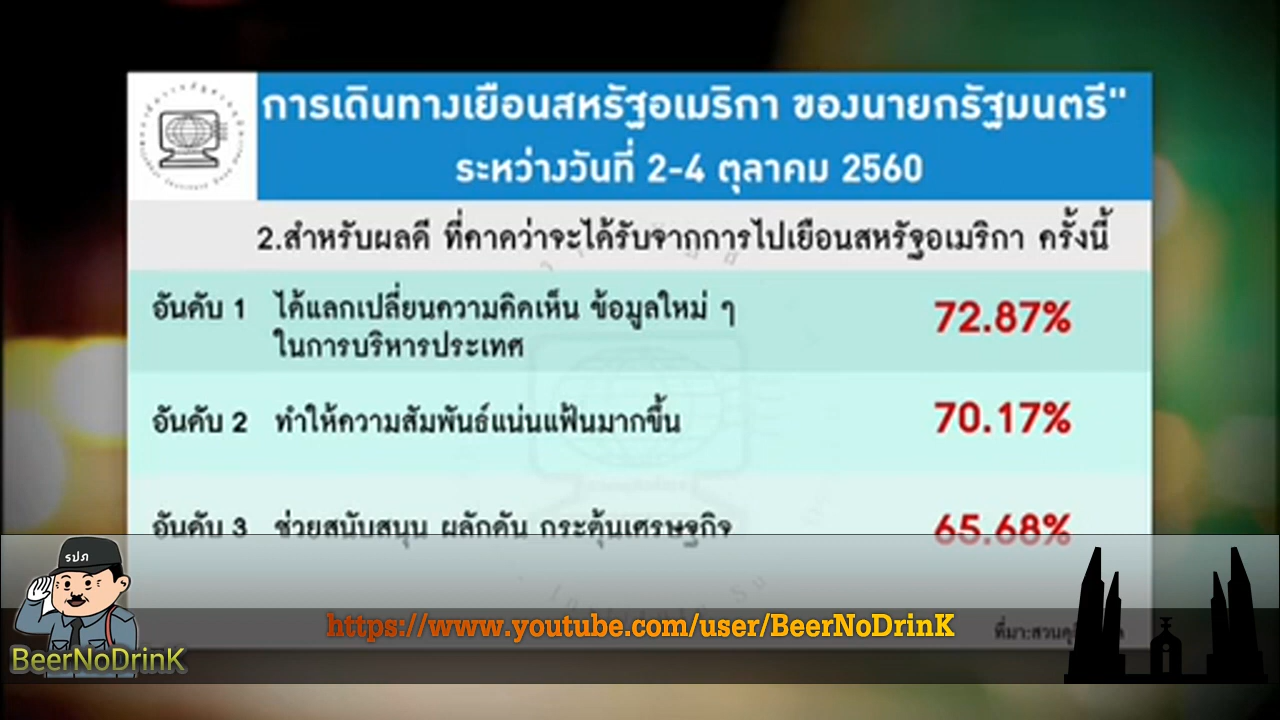 การเดินทางเยือนสหรัฐอเมริกา ของนายกรัฐมนตรี"
ระหว่างวันที่ 2-4 ตุลาคม 2560
2.สำหรับผลดี ที่คาดว่าจะได้รับจากการไปเยือนสหรัฐอเมริกา ครั้งนี้
อันดับ 1 ได้แลกเปลี่ยนความคิดเห็น ข้อมูลใหม่ ๆ 72.87%
ในการบริหารประเทศ
อันดับ 2 ทำให้ความสัมพันธ์แน่นแฟ้นมากขึ้น 70.17%
อันดับ 3 ช่วยสนับสนุน ผลักดัน กระตุ้นเศรษฐกิจ 65.68%
รปภ
https://www.youtube.com/user/BeerNoDrinK
BeerNoDrinK